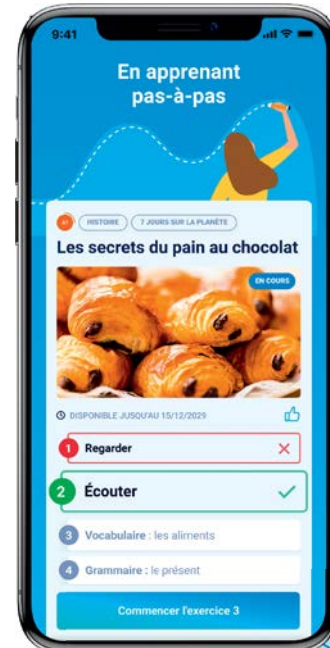 9:41
En apprenant
pas-à-pas
A1 HISTOIRE 7 JOURS SUR LA PLANÈTE
Les secrets du pain au chocolat
EN COURS
DISPONIBLE JUSQU'AU 15/12/2029
1 Regarder
2 Écouter
3 Vocabulaire : les aliments
4 Grammaire : le présent
Commencer l'exercice 3